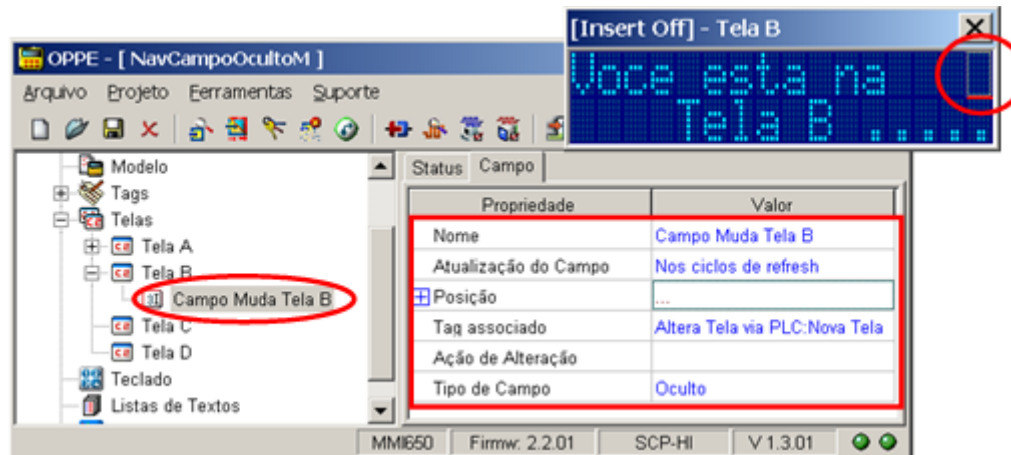 [Insert Off] - Tela B
Voce esta na _
Tela B .....
OPPE - [ NavCampoOcultoM ]
Arquivo Projeto Ferramentas Suporte
Modelo
Tags
Telas
Tela A
Tela B
Campo Muda Tela B
Tela C
Tela D
Teclado
Listas de Textos
Status Campo
Propriedade Valor
Nome Campo Muda Tela B
Atualização do Campo Nos ciclos de refresh
Posição ...
Tag associado Altera Tela via PLC:Nova Tela
Ação de Alteração
Tipo de Campo Oculto
MMI650 Firmw: 2.2.01 SCP-HI V 1.3.01